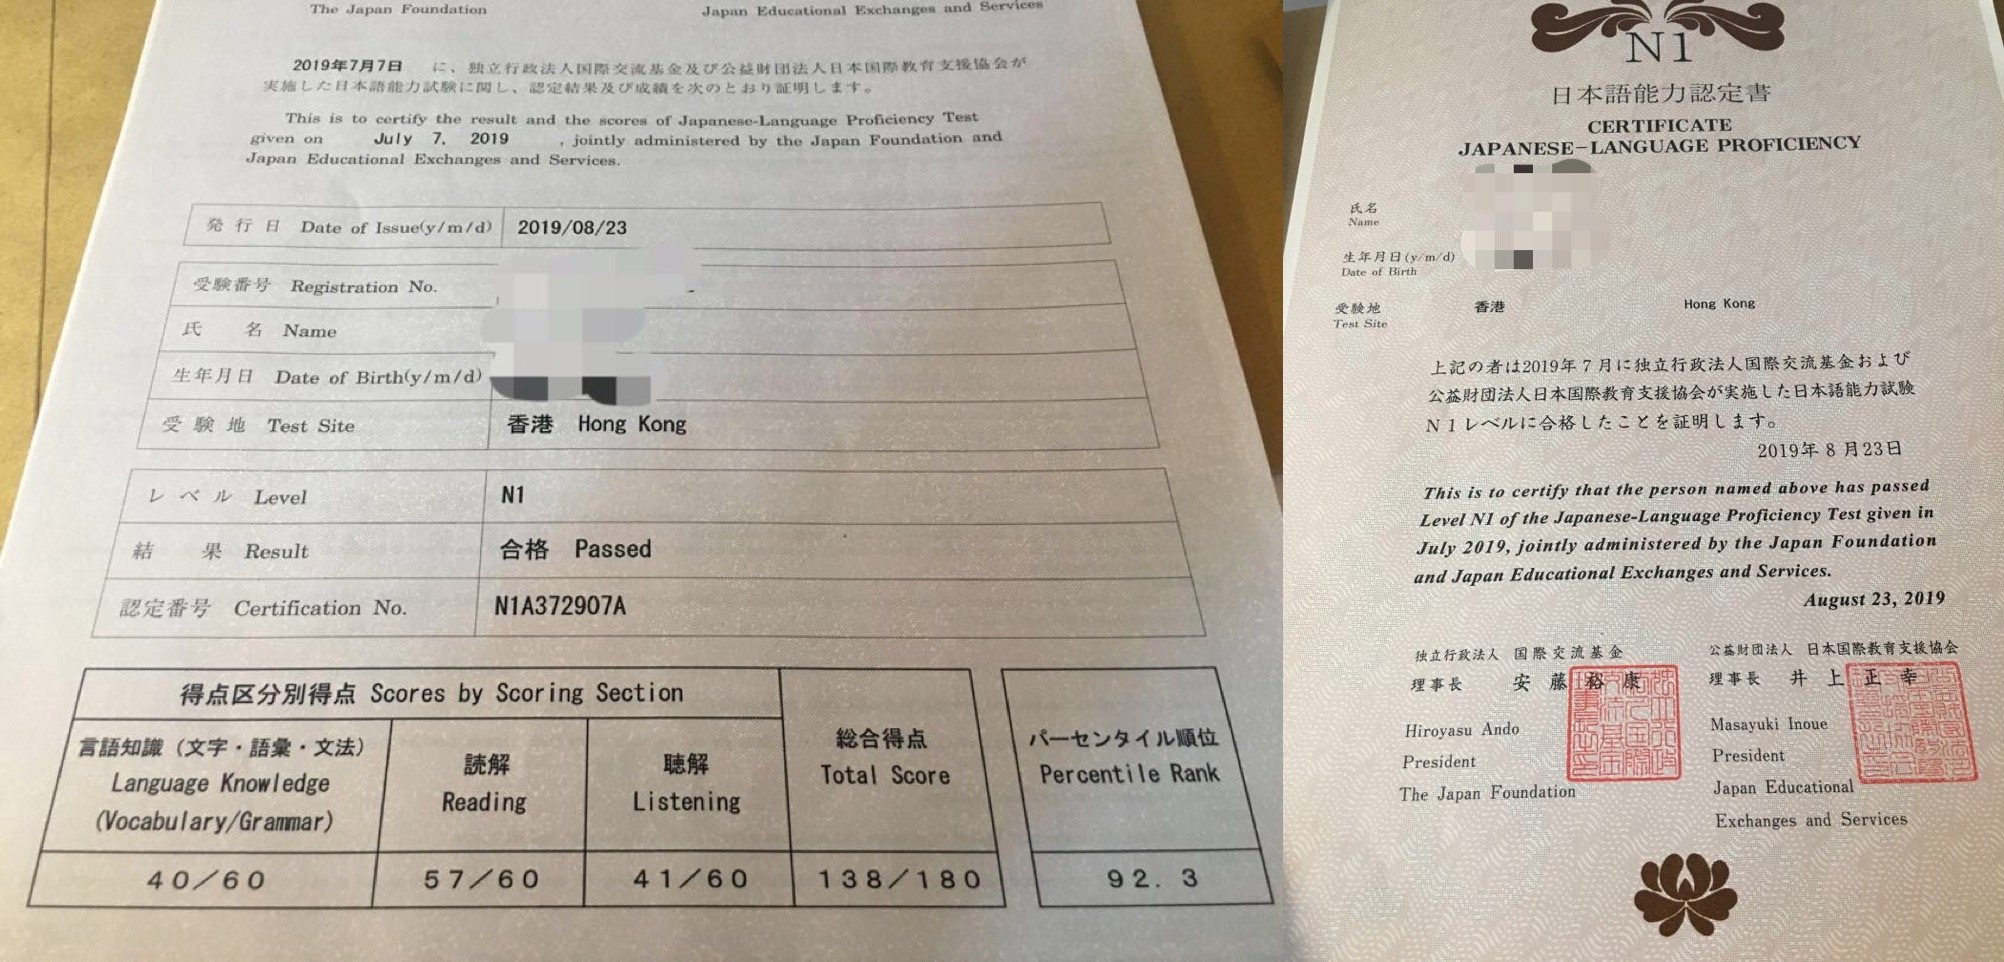 The Japan Foundation
Japan Educational Exchanges and Services
2019年7月7日 に、独立行政法人国際交流基金及び公益財団法人日本国際教育支援協会が
実施した日本語能力試験に関し、認定結果及び成績を次のとおり証明します。
This is to certify the result and the scores of Japanese-Language Proficiency Test
given on July 7, 2019 , jointly administered by the Japan Foundation and
Japan Educational Exchanges and Services.
発行日 Date of Issue(y/m/d) 2019/08/23
受験番号 Registration No.
氏 名 Name
生年月日 Date of Birth(y/m/d)
受験地 Test Site 香港 Hong Kong
レベル Level N1
結 果 Result 合格 Passed
認定番号 Certification No. N1A372907A
得点区分別得点 Scores by Scoring Section
言語知識（文字・語彙・文法）
Language Knowledge
(Vocabulary/Grammar)
読解
Reading
聴解
Listening
総合得点
Total Score
パーセンタイル順位
Percentile Rank
40/60 57/60 41/60 138/180 92.3
N1
日本語能力認定書
CERTIFICATE
JAPANESE-LANGUAGE PROFICIENCY
氏名
Name
生年月日(y/m/d)
Date of Birth
受験地 香港 Hong Kong
Test Site
上記の者は2019年7月に独立行政法人国際交流基金および
公益財団法人日本国際教育支援協会が実施した日本語能力試験
N1レベルに合格したことを証明します。
2019年8月23日
This is to certify that the person named above has passed
Level N1 of the Japanese-Language Proficiency Test given in
July 2019, jointly administered by the Japan Foundation
and Japan Educational Exchanges and Services.
August 23, 2019
独立行政法人 国際交流基金
理事長 安藤裕康
Hiroyasu Ando
President
The Japan Foundation
公益財団法人 日本国際教育支援協会
理事長 井上正幸
Masayuki Inoue
President
Japan Educational
Exchanges and Services